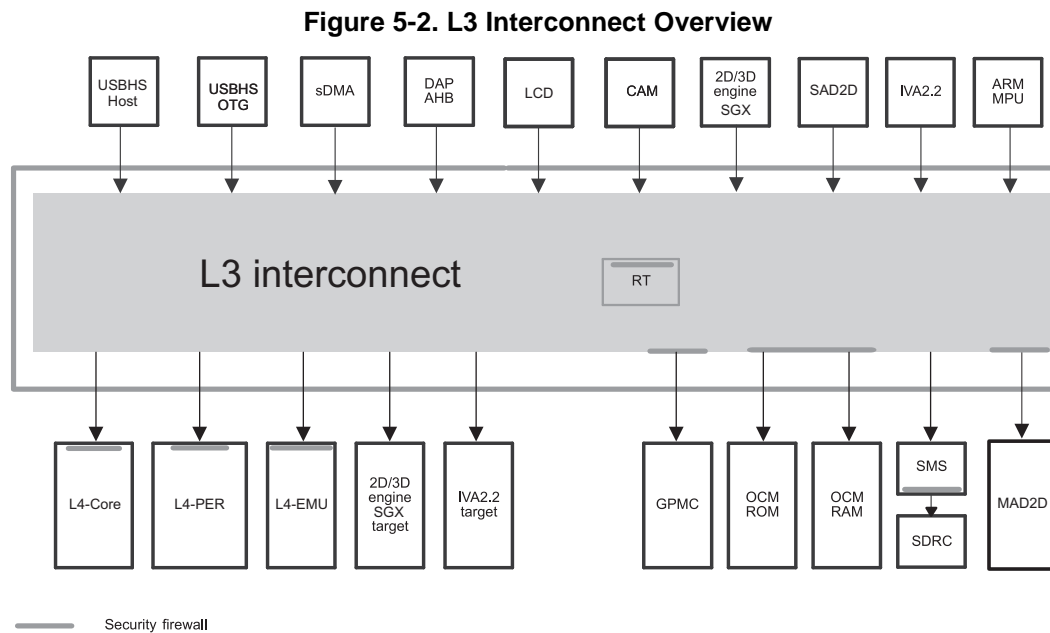 Figure 5-2. L3 Interconnect Overview
USBHS
Host
USBHS
OTG
sDMA
DAP
AHB
LCD
CAM
2D/3D
engine
SGX
SAD2D
IVA2.2
ARM
MPU
L3 interconnect
RT
L4-Core
L4-PER
L4-EMU
2D/3D
engine
SGX
target
IVA2.2
target
GPMC
OCM
ROM
OCM
RAM
SMS
SDRC
MAD2D
Security firewall